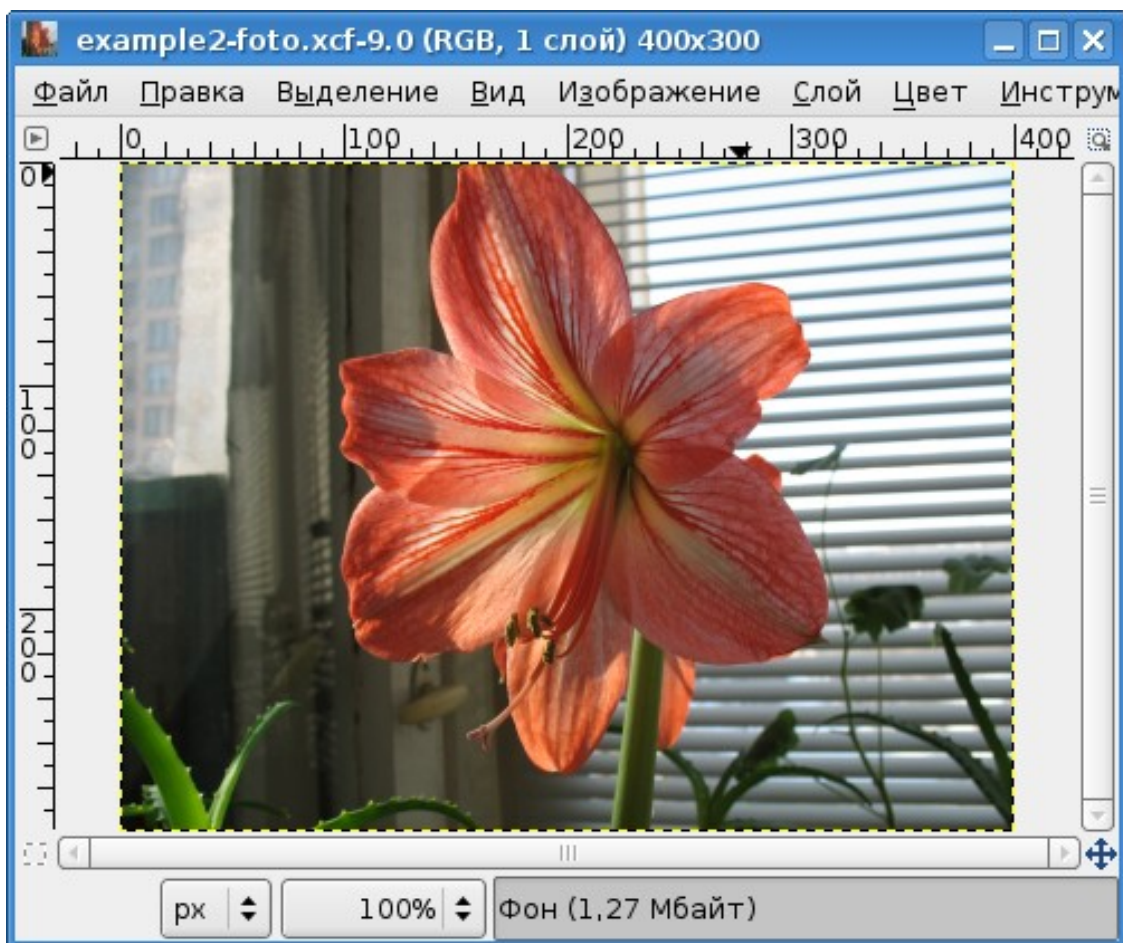 example2-foto.xcf-9.0 (RGB, 1 слой) 400x300
Файл Правка Выделение Вид Изображение Слой Цвет Инструм
0 100 200 300 400
0
100
200
px 100% Фон (1,27 Мбайт)